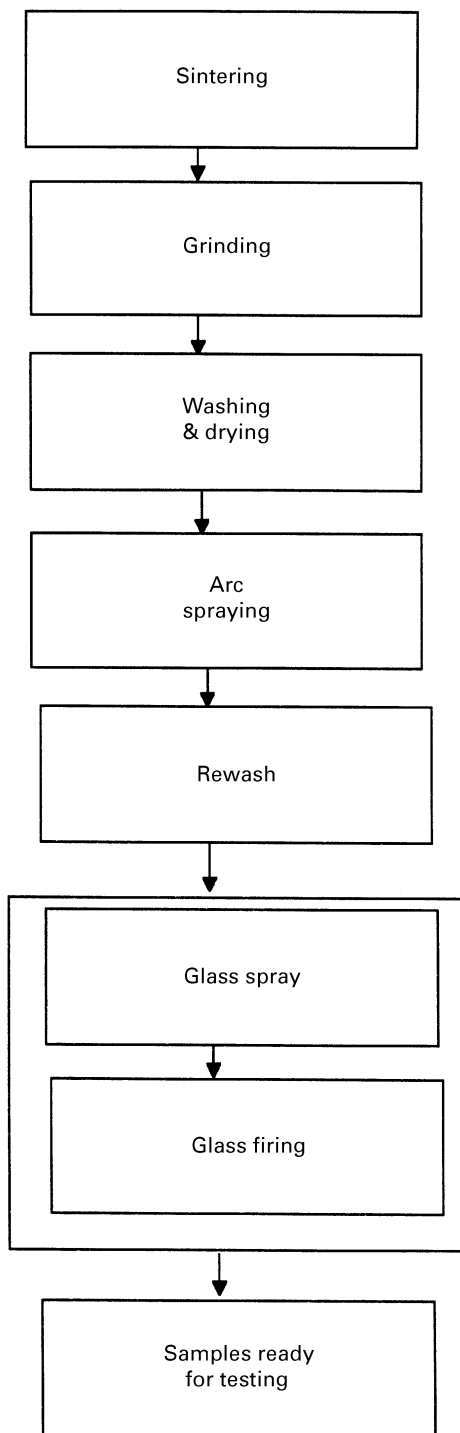 Sintering
Grinding
Washing
& drying
Arc
spraying
Rewash
Glass spray
Glass firing
Samples ready
for testing